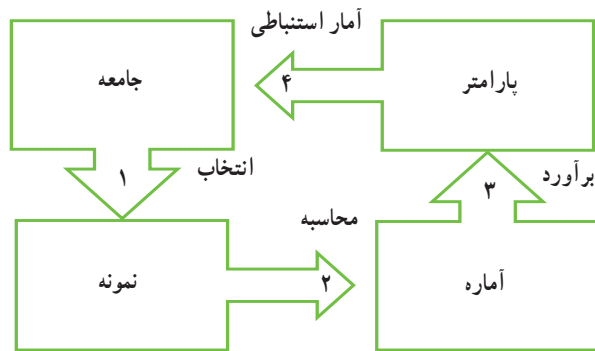 آمار استنباطی
پارامتر
۴
جامعه
برآورد
۳
انتخاب
۱
محاسبه
آماره
۲
نمونه